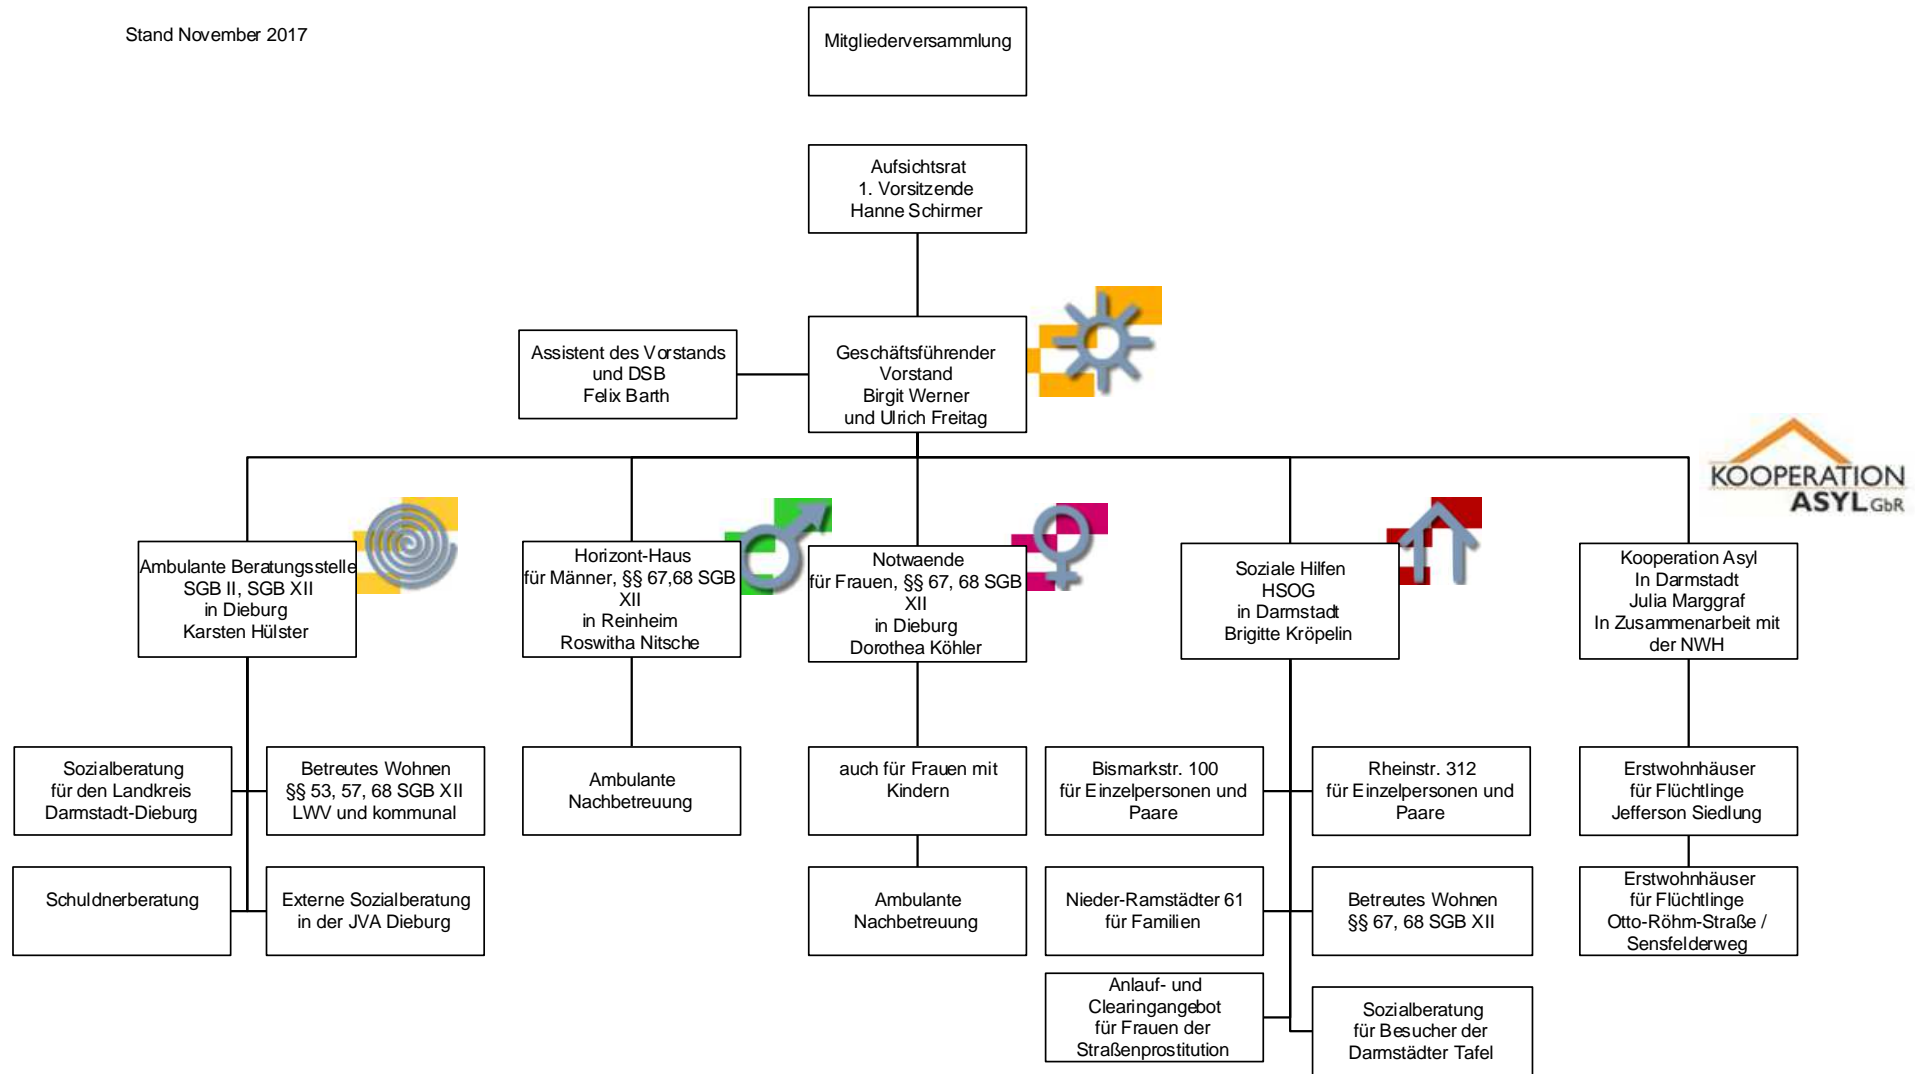 Stand November 2017
Mitgliederversammlung
Aufsichtsrat
1. Vorsitzende
Hanne Schirmer
Assistent des Vorstands
und DSB
Felix Barth
Geschäftsführender
Vorstand
Birgit Werner
und Ulrich Freitag
KOOPERATION
ASYL GbR
Ambulante Beratungsstelle
SGB II, SGB XII
in Dieburg
Karsten Hülster
Horizont-Haus
für Männer, §§ 67,68 SGB
XII
in Reinheim
Roswitha Nitsche
Notwaende
für Frauen, §§ 67, 68 SGB
XII
in Dieburg
Dorothea Köhler
Soziale Hilfen
HSOG
in Darmstadt
Brigitte Kröpelin
Kooperation Asyl
In Darmstadt
Julia Marggraf
In Zusammenarbeit mit
der NWH
Sozialberatung
für den Landkreis
Darmstadt-Dieburg
Betreutes Wohnen
§§ 53, 57, 68 SGB XII
LWV und kommunal
Ambulante
Nachbetreuung
auch für Frauen mit
Kindern
Bismarkstr. 100
für Einzelpersonen und
Paare
Rheinstr. 312
für Einzelpersonen und
Paare
Erstwohnhäuser
für Flüchtlinge
Jefferson Siedlung
Schuldnerberatung
Externe Sozialberatung
in der JVA Dieburg
Ambulante
Nachbetreuung
Nieder-Ramstädter 61
für Familien
Betreutes Wohnen
§§ 67, 68 SGB XII
Erstwohnhäuser
für Flüchtlinge
Otto-Röhm-Straße /
Sensfelderweg
Anlauf- und
Clearingangebot
für Frauen der
Straßenprostitution
Sozialberatung
für Besucher der
Darmstädter Tafel